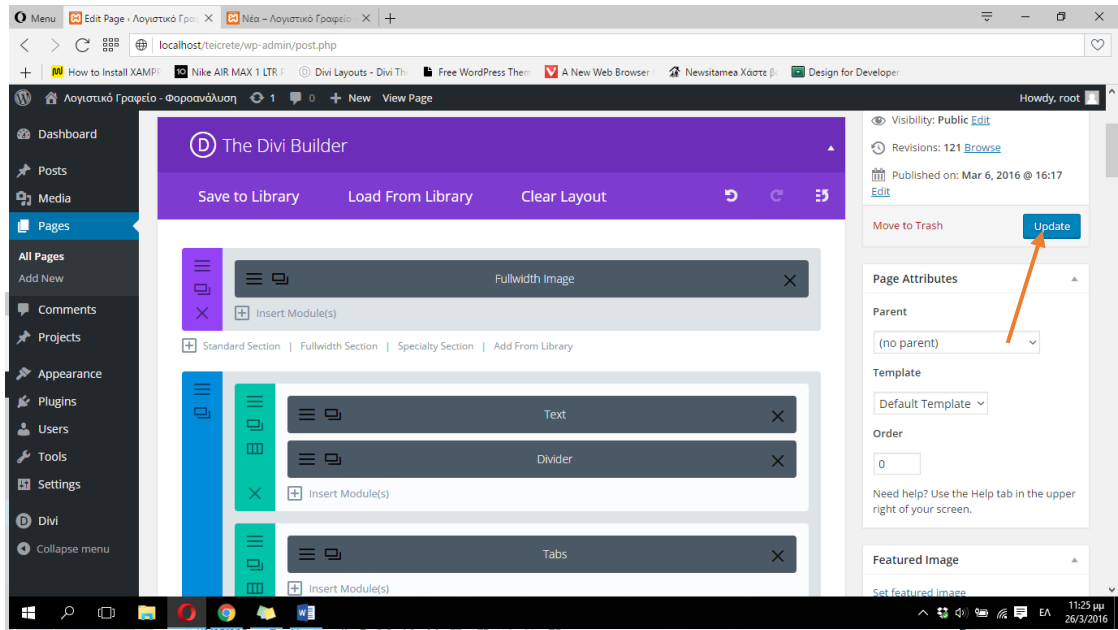 Menu
Edit Page ‹ Λογιστικό Γρα
Νέα – Λογιστικό Γραφείο
localhost/teicrete/wp-admin/post.php
How to Install XAMP
Nike AIR MAX 1 LTR
Divi Layouts - Divi Th
Free WordPress Them
A New Web Browser
Newsitamea Χάστε β
Design for Developer
Λογιστικό Γραφείο - Φοροανάλυση
1
0
New
View Page
Howdy, root
Dashboard
Posts
Media
Pages
All Pages
Add New
Comments
Projects
Appearance
Plugins
Users
Tools
Settings
Divi
Collapse menu
The Divi Builder
Save to Library
Load From Library
Clear Layout
Fullwidth Image
Insert Module(s)
Standard Section | Fullwidth Section | Specialty Section | Add From Library
Text
Divider
Insert Module(s)
Tabs
Insert Module(s)
Visibility: Public Edit
Revisions: 121 Browse
Published on: Mar 6, 2016 @ 16:17
Edit
Move to Trash
Update
Page Attributes
Parent
(no parent)
Template
Default Template
Order
0
Need help? Use the Help tab in the upper
right of your screen.
Featured Image
Set featured image
ΕΛ
11:25 μμ
26/3/2016